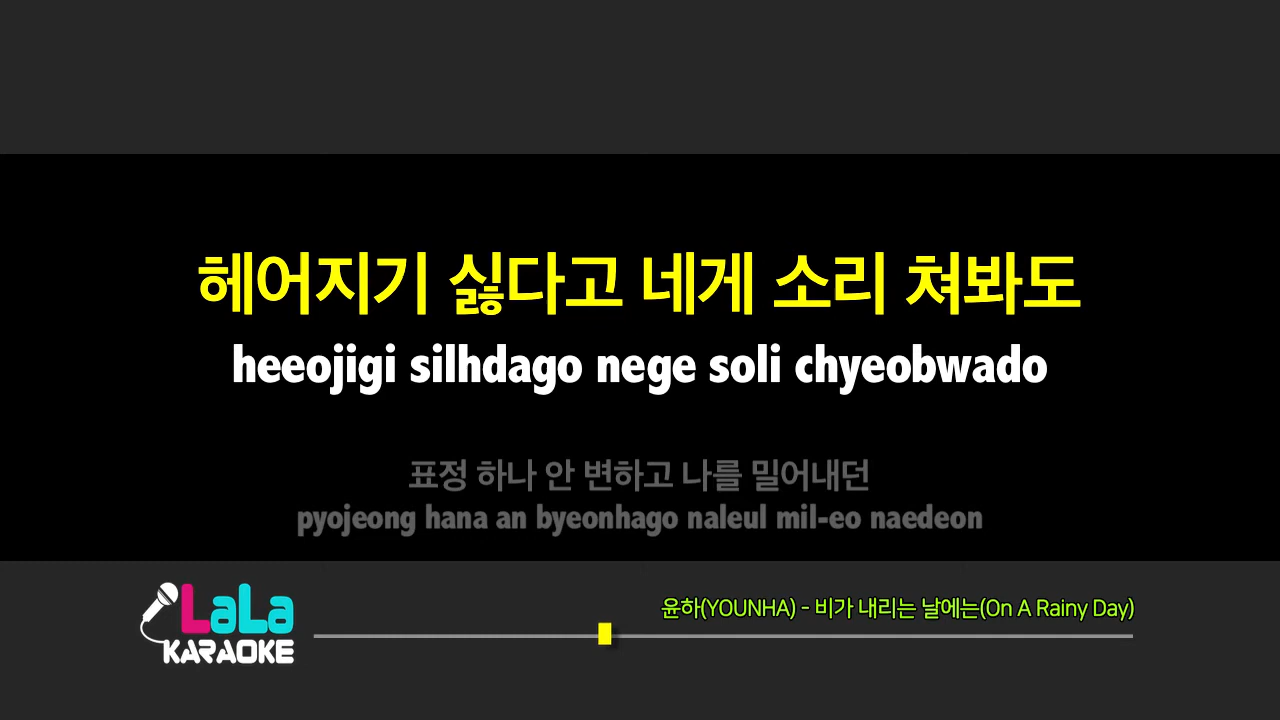 헤어지기 싫다고 네게 소리 쳐봐도
heeojigi silhdago nege soli chyeobwado
표정 하나 안 변하고 나를 밀어내던
pyojeong hana an byeonhago naleul mil-eo naedeon
윤하(YOUNHA) - 비가 내리는 날에는(On A Rainy Day)
LaLa
KARAOKE